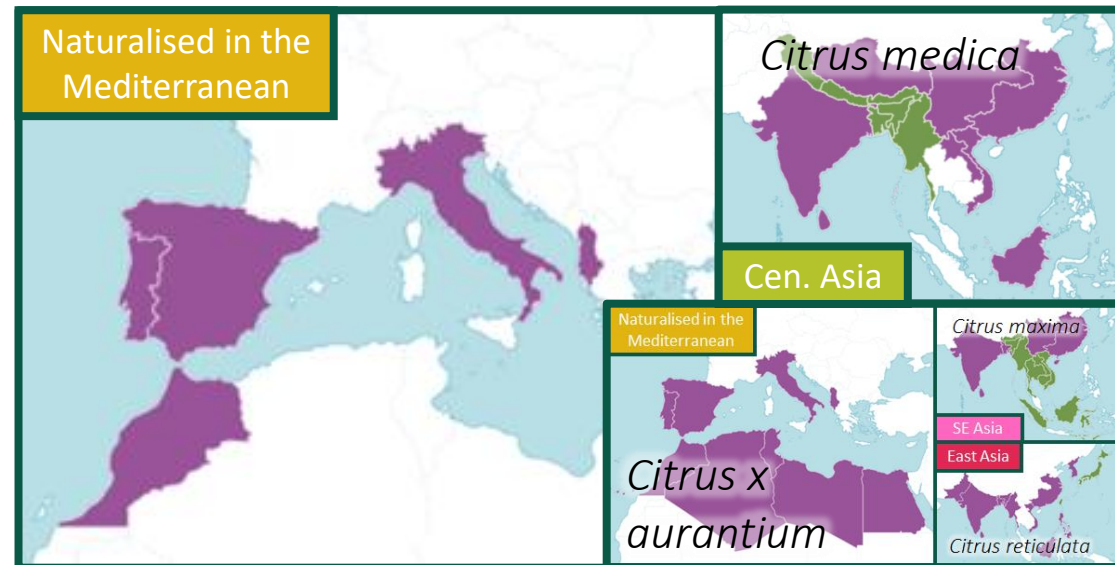 Naturalised in the
Mediterranean
Citrus medica
Cen. Asia
Naturalised in the
Mediterranean
Citrus x
aurantium
Citrus maxima
SE Asia
East Asia
Citrus reticulata